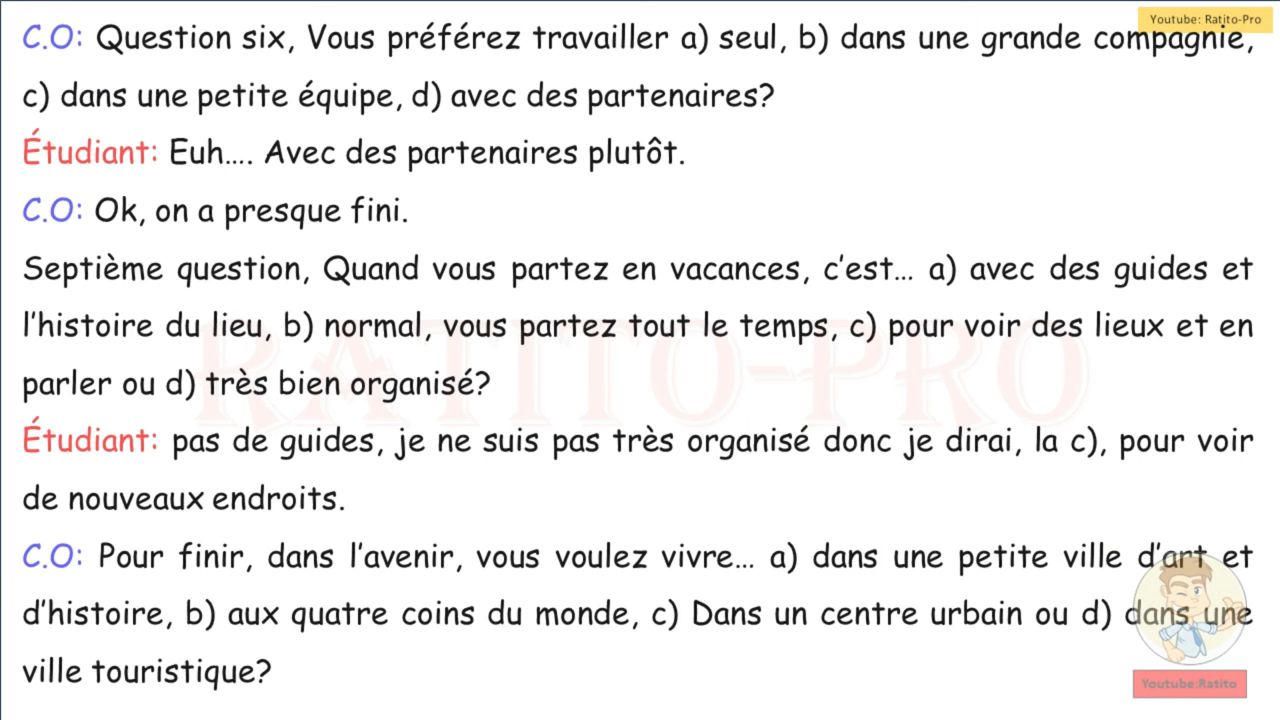 Youtube: Ratito-Pro
C.O: Question six, Vous préférez travailler a) seul, b) dans une grande compagnie,
c) dans une petite équipe, d) avec des partenaires?
Étudiant: Euh.... Avec des partenaires plutôt.
C.O: Ok, on a presque fini.
Septième question, Quand vous partez en vacances, c'est... a) avec des guides et
l'histoire du lieu, b) normal, vous partez tout le temps, c) pour voir des lieux et en
RATITO-PRO
parler ou d) très bien organisé?
Étudiant: pas de guides, je ne suis pas très organisé donc je dirai, la c), pour voir
de nouveaux endroits.
C.O: Pour finir, dans l'avenir, vous voulez vivre... a) dans une petite ville d'art et
d'histoire, b) aux quatre coins du monde, c) Dans un centre urbain ou d) dans une
ville touristique?
Youtube:Ratito